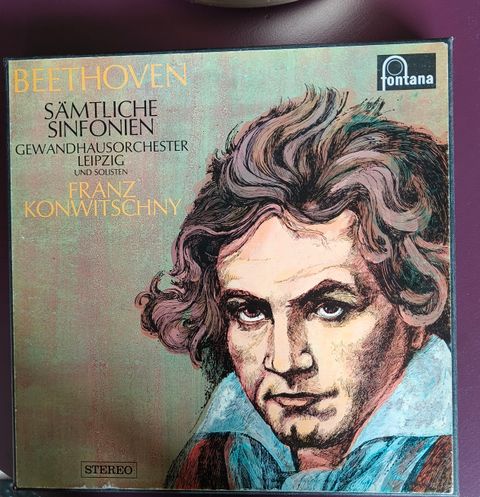 BEETHOVEN
fontana
SÄMTLICHE
SINFONIEN
GEWANDHAUSORCHESTER
LEIPZIG
UND SOLISTEN
FRANZ
KONWITSCHNY
STEREO